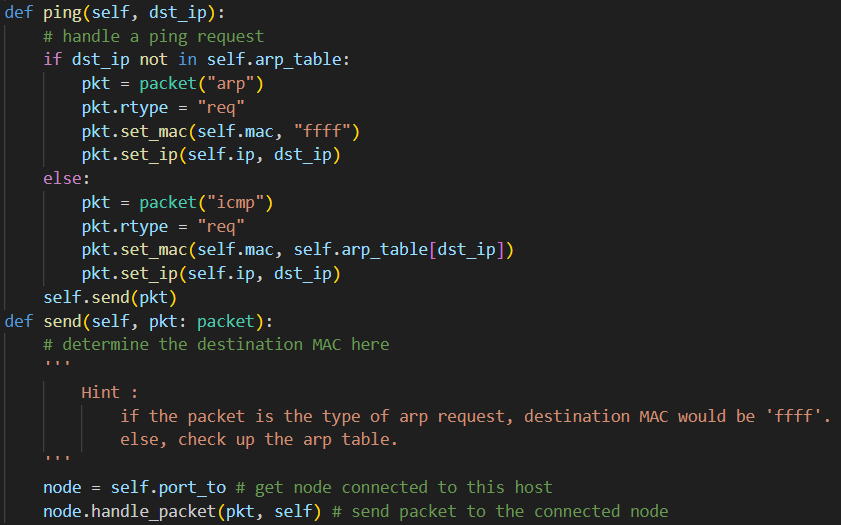 def ping(self, dst_ip):
    # handle a ping request
    if dst_ip not in self.arp_table:
        pkt = packet("arp")
        pkt.rtype = "req"
        pkt.set_mac(self.mac, "ffff")
        pkt.set_ip(self.ip, dst_ip)
    else:
        pkt = packet("icmp")
        pkt.rtype = "req"
        pkt.set_mac(self.mac, self.arp_table[dst_ip])
        pkt.set_ip(self.ip, dst_ip)
    self.send(pkt)
def send(self, pkt: packet):
    # determine the destination MAC here
    '''
        Hint :
            if the packet is the type of arp request, destination MAC would be 'ffff'.
            else, check up the arp table.
    '''
    node = self.port_to # get node connected to this host
    node.handle_packet(pkt, self) # send packet to the connected node